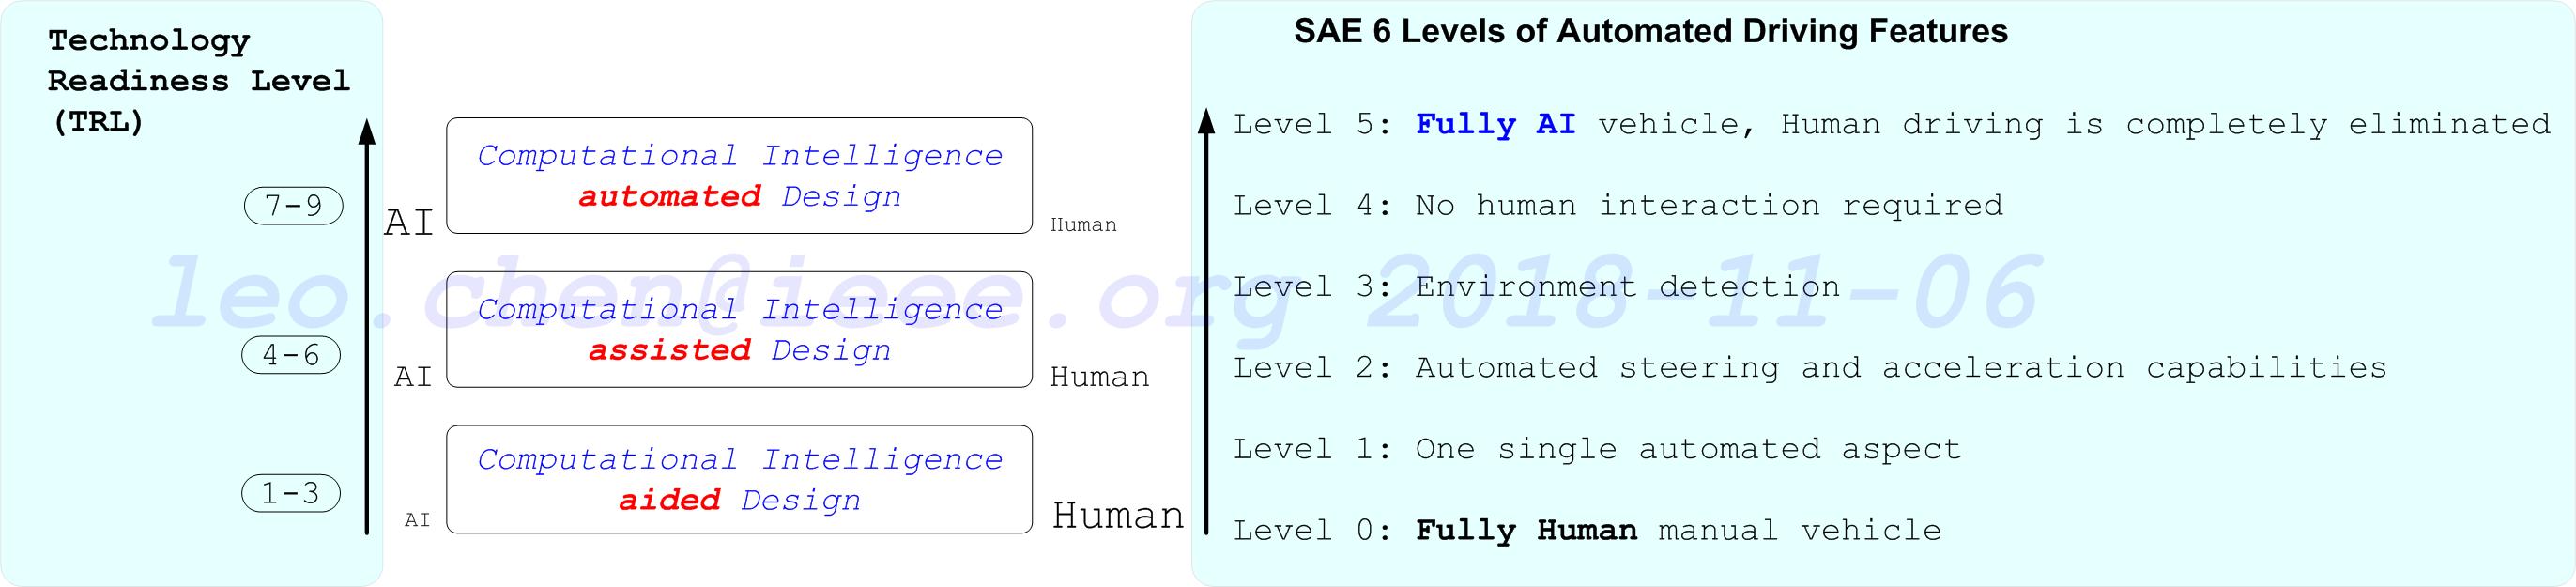 Technology
Readiness Level
(TRL)
7-9
4-6
1-3
AI
Computational Intelligence
automated Design
Human
AI
Computational Intelligence
assisted Design
Human
AI
Computational Intelligence
aided Design
Human
SAE 6 Levels of Automated Driving Features
Level 5: Fully AI vehicle, Human driving is completely eliminated
Level 4: No human interaction required
Level 3: Environment detection
Level 2: Automated steering and acceleration capabilities
Level 1: One single automated aspect
Level 0: Fully Human manual vehicle
leo.chen@ieee.org 2018-11-06